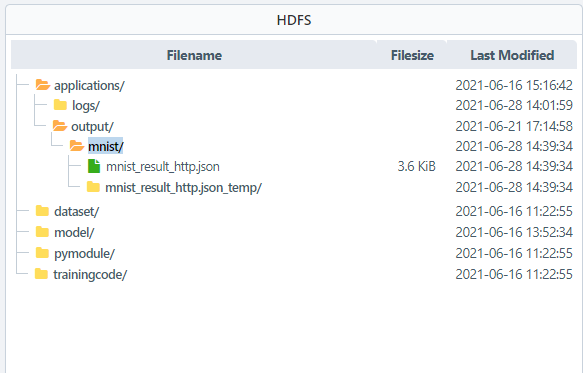 HDFS
Filename Filesize Last Modified
applications/ 2021-06-16 15:16:42
logs/ 2021-06-28 14:01:59
output/ 2021-06-21 17:14:58
mnist/ 2021-06-28 14:39:34
mnist_result_http.json 3.6 KiB 2021-06-28 14:39:34
mnist_result_http.json_temp/ 2021-06-28 14:39:34
dataset/ 2021-06-16 11:22:55
model/ 2021-06-16 13:52:34
pymodule/ 2021-06-16 11:22:55
trainingcode/ 2021-06-16 11:22:55